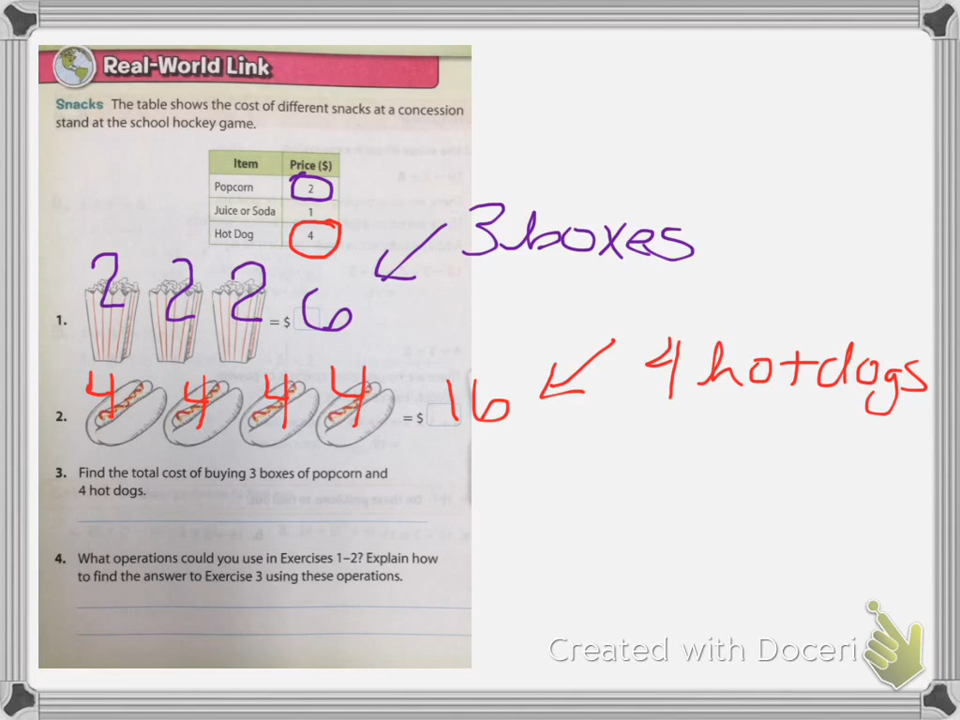 Real-World Link
Snacks The table shows the cost of different snacks at a concession
stand at the school hockey game.
Item Price ($)
Popcorn 2
Juice or Soda 1
Hot Dog 4
3 boxes
2 2 2
1. = $ 6
4 hotdogs
4 4 4 4
2. = $ 16
3. Find the total cost of buying 3 boxes of popcorn and
4 hot dogs.
4. What operations could you use in Exercises 1–2? Explain how
to find the answer to Exercise 3 using these operations.
Created with Doceri